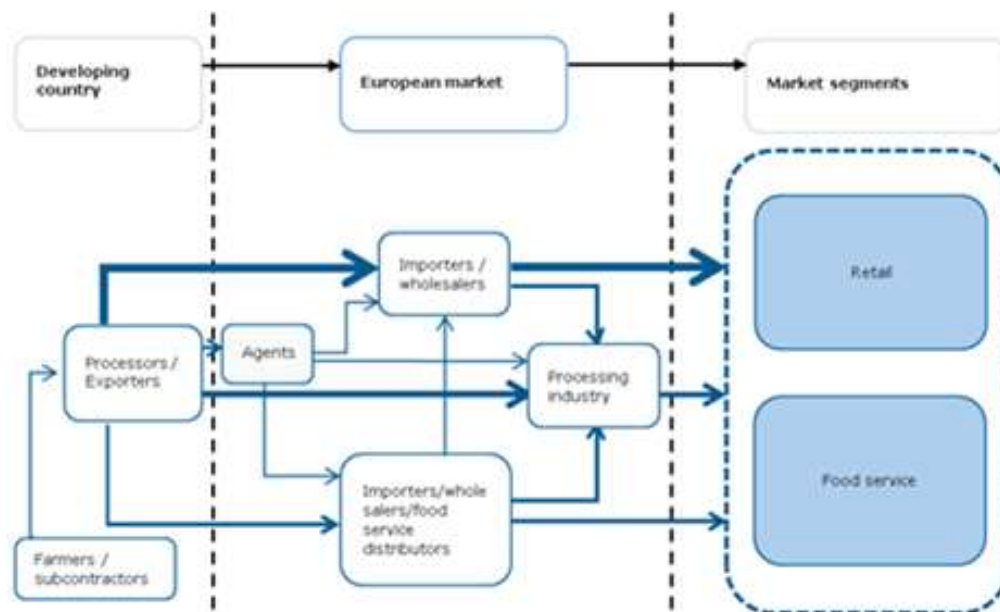 Developing
country
European market
Market segments
Importers /
wholesalers
Retail
Agents
Processors /
Exporters
Processing
industry
Importers/whole
salers/food
service
distributors
Food service
Farmers /
subcontractors